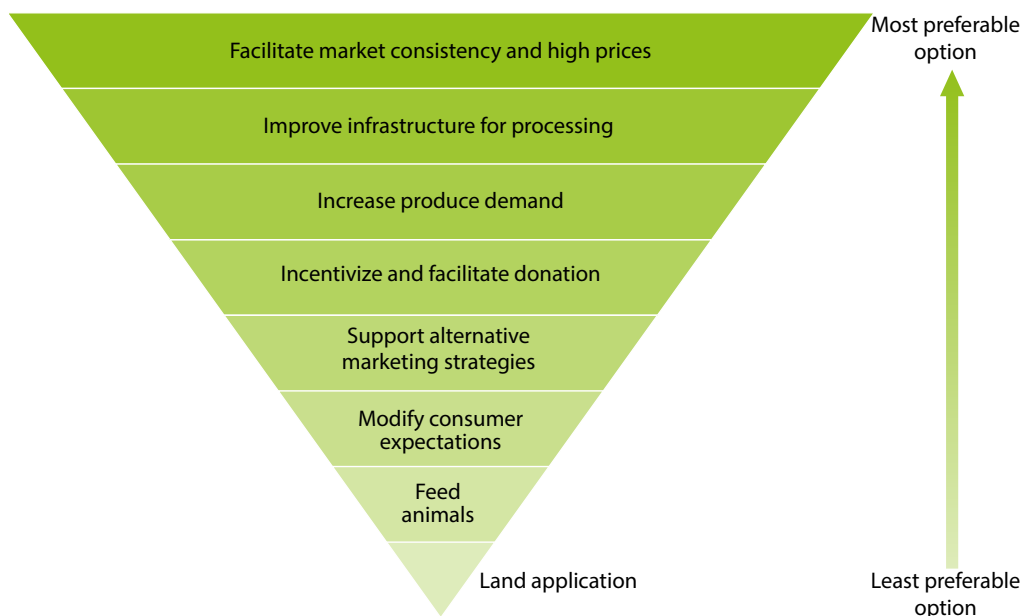 Most preferable
option
Facilitate market consistency and high prices
Improve infrastructure for processing
Increase produce demand
Incentivize and facilitate donation
Support alternative
marketing strategies
Modify consumer
expectations
Feed
animals
Land application
Least preferable
option